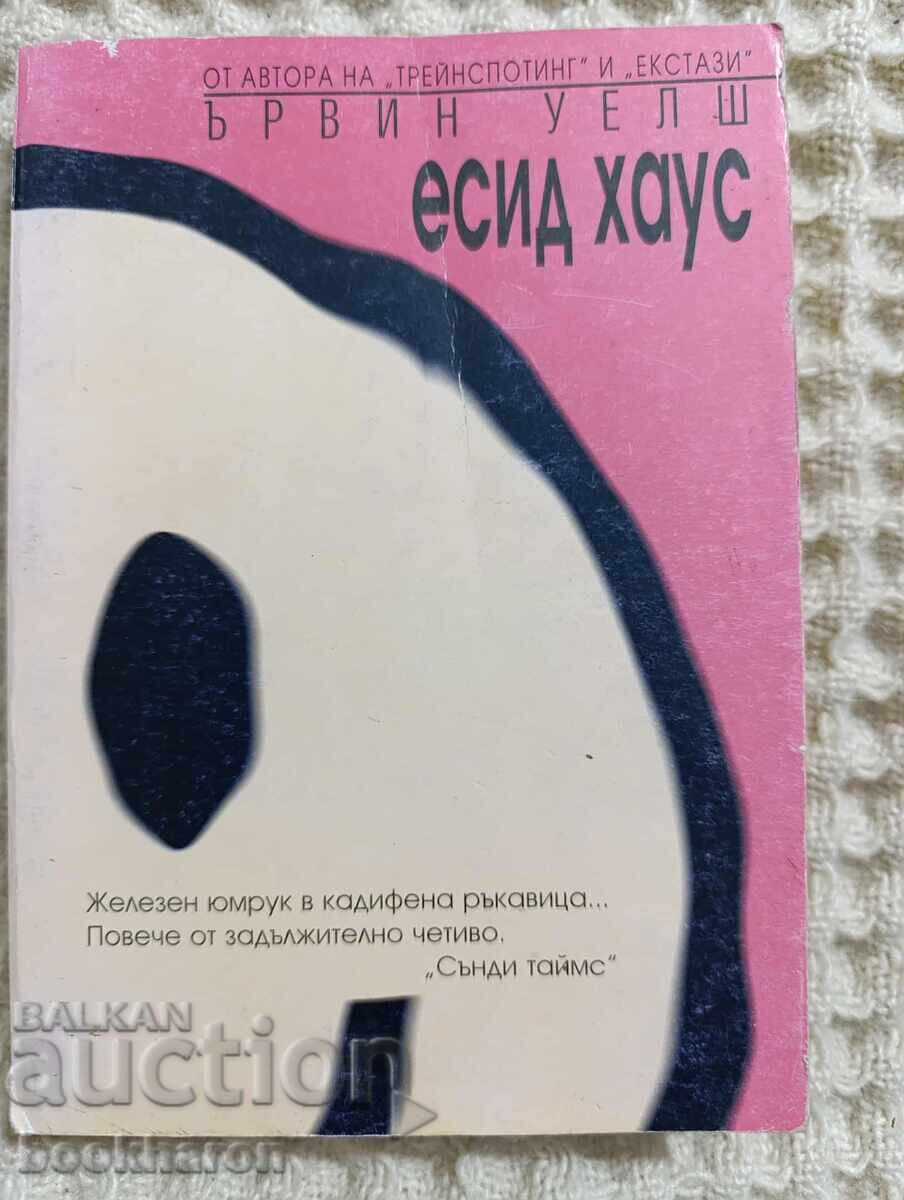 ОТ АВТОРА НА „ТРЕЙНСПОТИНГ“ И „ЕКСТАЗИ“
ЪРВИН УЕЛШ
есид хаус
Железен юмрук в кадифена ръкавица...
Повече от задължително четиво.
„Сънди таймс“
BALKAN
auction
bookharon